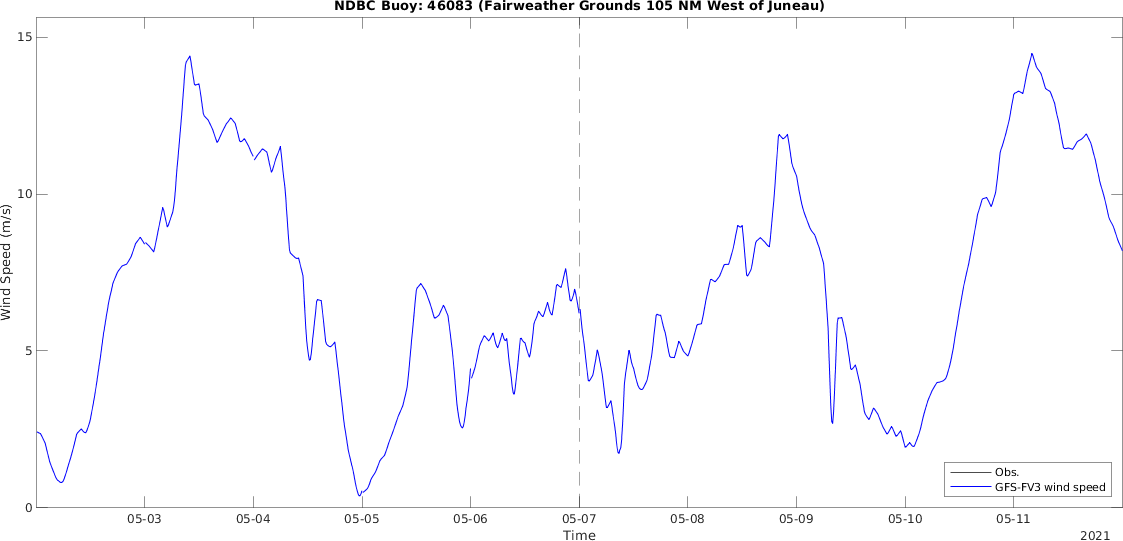 NDBC Buoy: 46083 (Fairweather Grounds 105 NM West of Juneau)
15
10
5
0
Wind Speed (m/s)
05-03 05-04 05-05 05-06 05-07 05-08 05-09 05-10 05-11
Time
2021
Obs.
GFS-FV3 wind speed